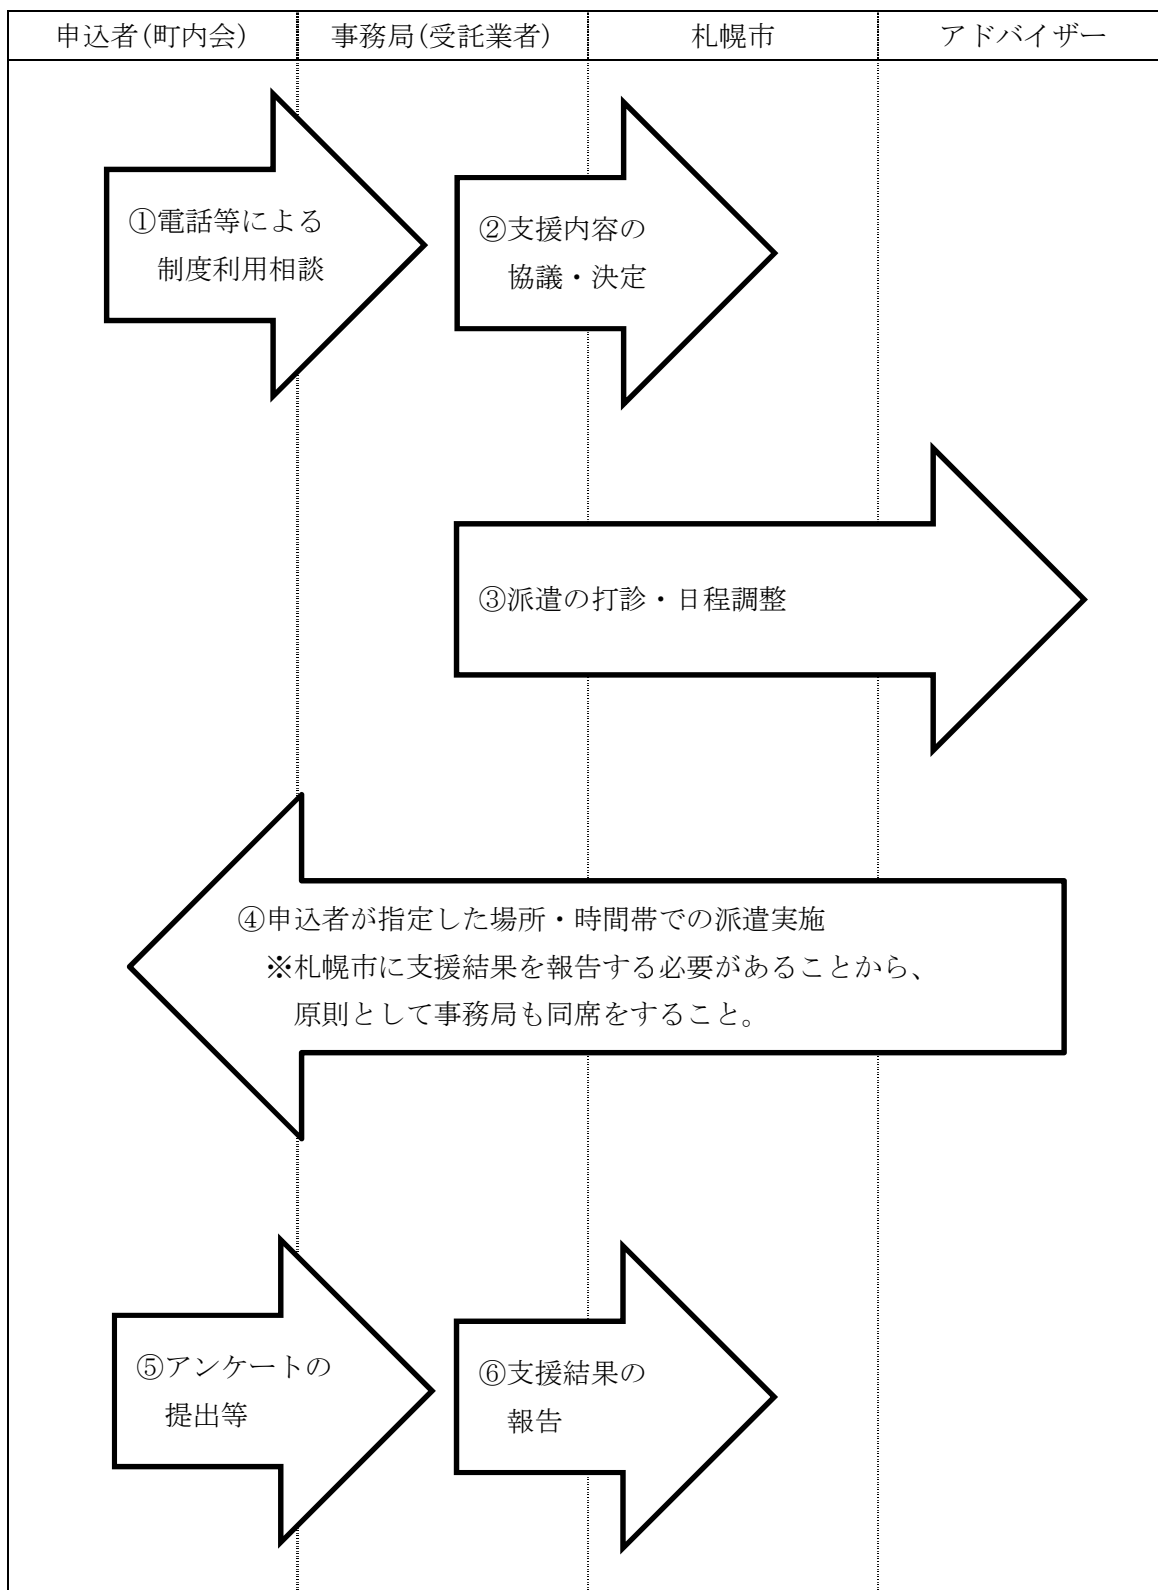 申込者(町内会) 事務局(受託業者) 札幌市 アドバイザー
①電話等による
制度利用相談
②支援内容の
協議・決定
③派遣の打診・日程調整
④申込者が指定した場所・時間帯での派遣実施
※札幌市に支援結果を報告する必要があることから、
原則として事務局も同席をすること。
⑤アンケートの
提出等
⑥支援結果の
報告